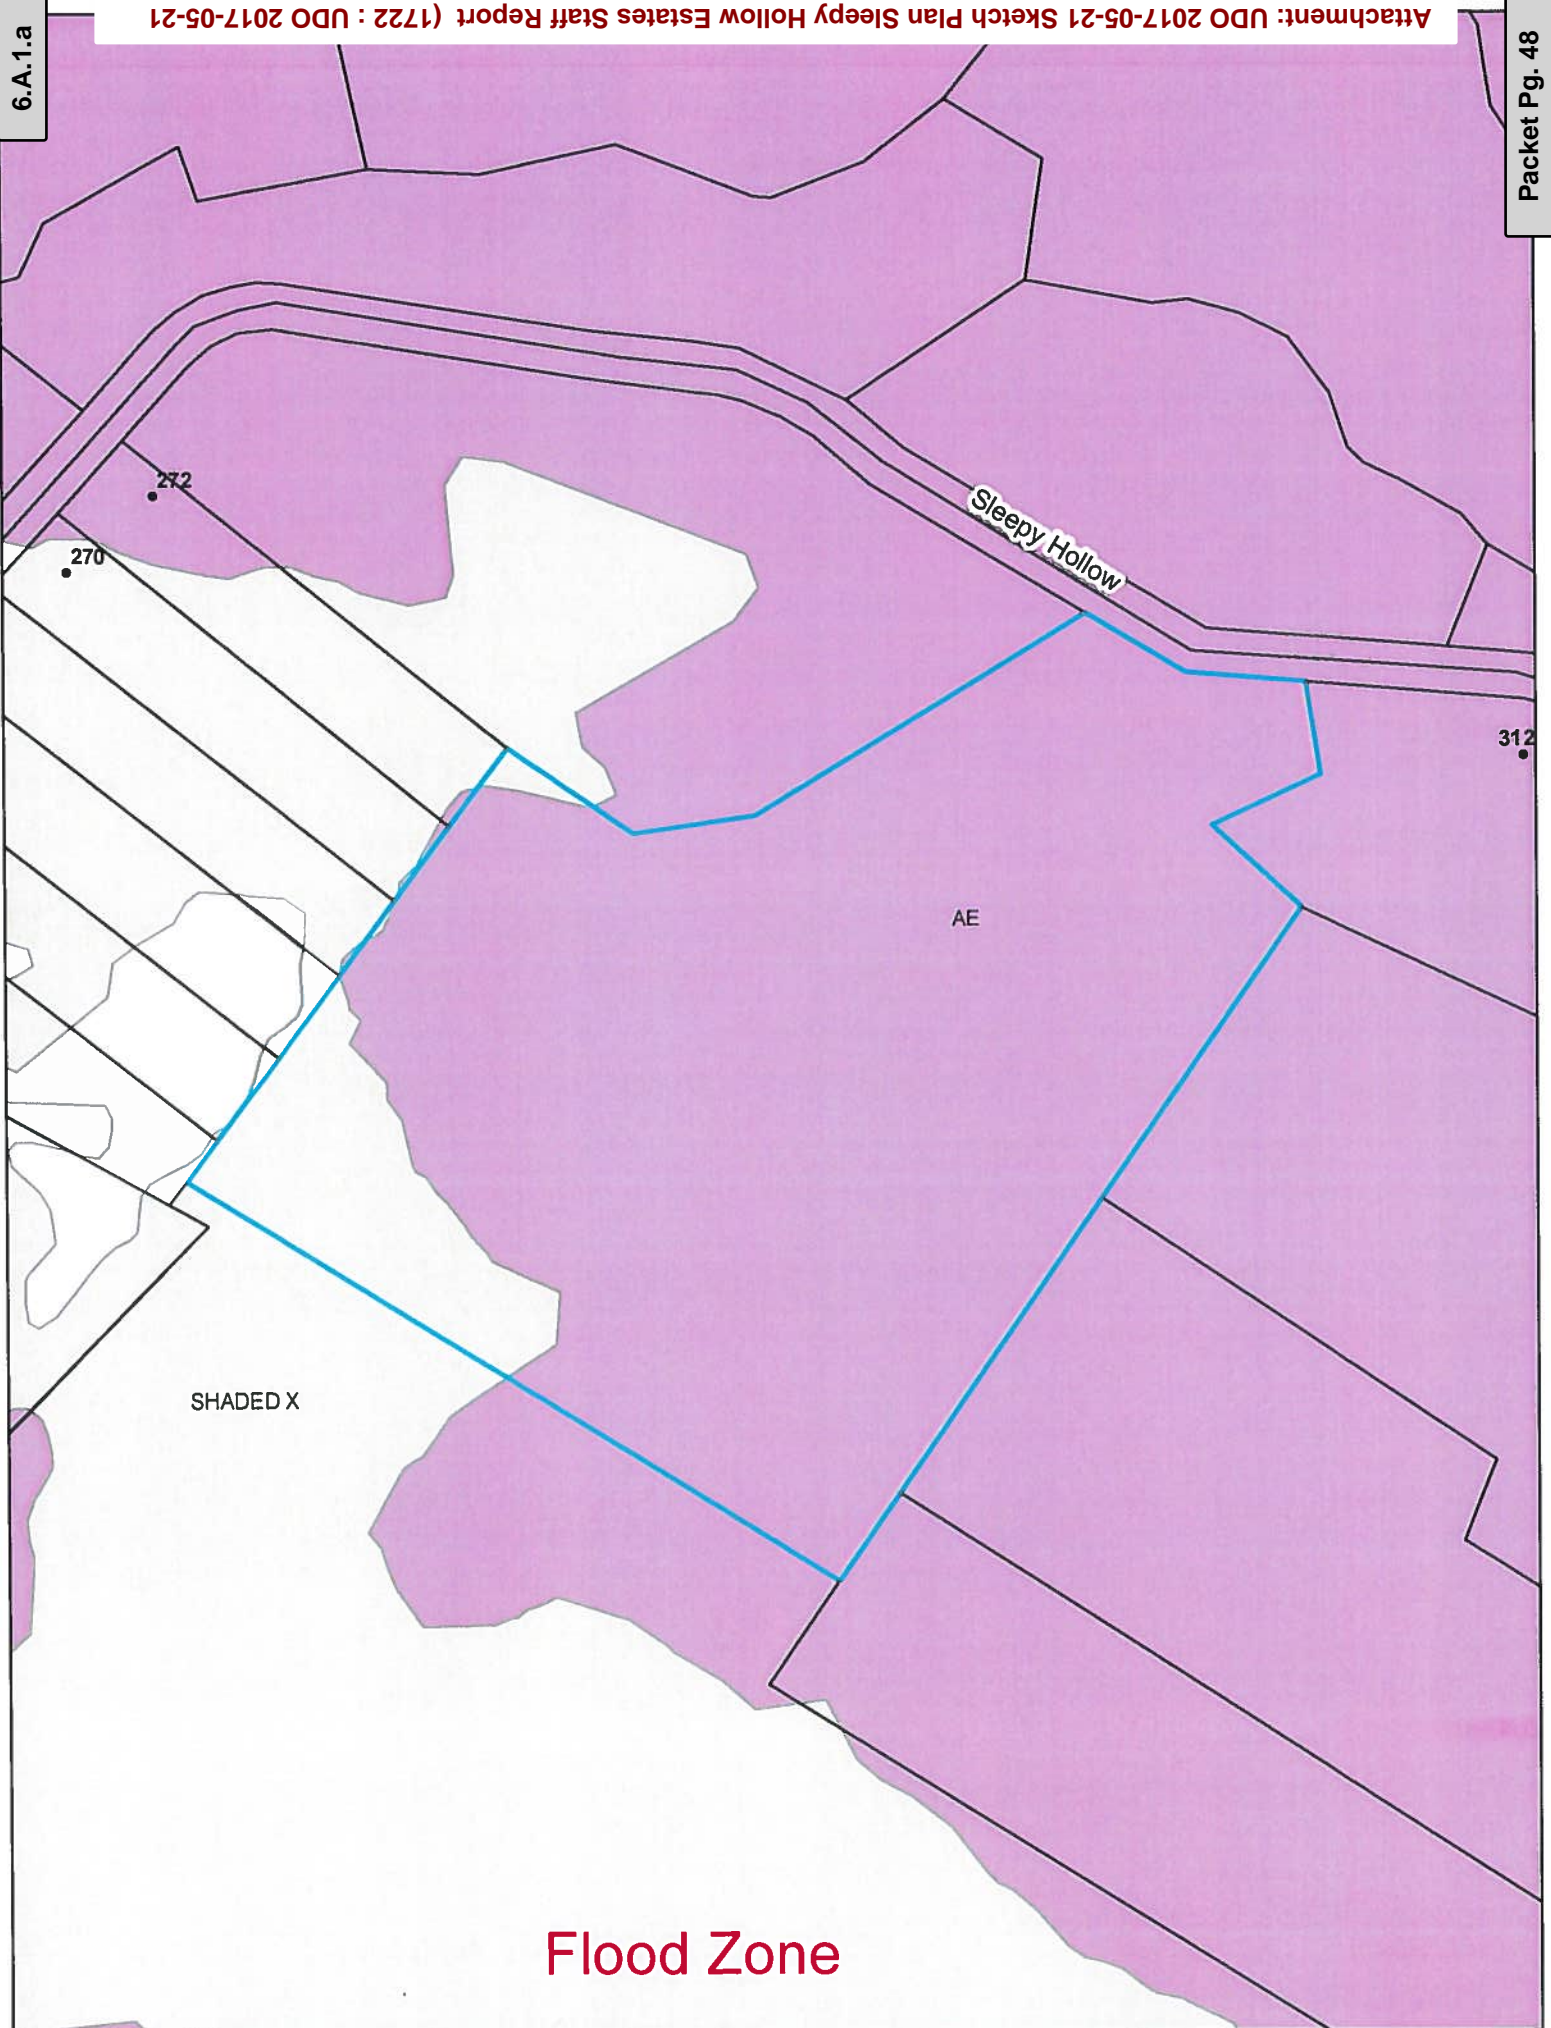 Attachment: UDO 2017-05-21 Sketch Plan Sleepy Hollow Estates Staff Report  (1722 : UDO 2017-05-21
6.A.1.a
Packet Pg. 48
272
Sleepy Hollow
270
312
AE
SHADED X
Flood Zone